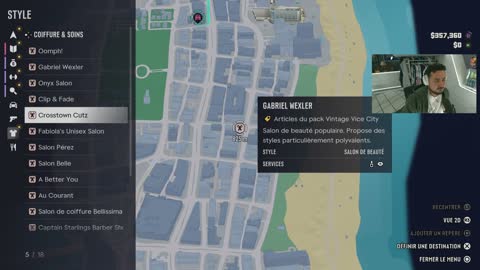 STYLE
COIFFURE & SOINS
Oomph!
Gabriel Wexler
Onyx Salon
Clip & Fade
Crosstown Cutz
Fabiola's Unisex Salon
Salon Pérez
Salon Belle
A Better You
Au Courant
Salon de coiffure Bellissima
Captain Starlings Barber Sho
5 / 16
$357,360
$0
GABRIEL WEXLER
Articles du pack Vintage Vice City
Salon de beauté populaire. Propose des
styles particulièrement polyvalents.
STYLE SALON DE BEAUTÉ
SERVICES
RECENTRER
VUE 2D
AJOUTER UN REPÈRE
DÉFINIR UNE DESTINATION
FERMER LE MENU